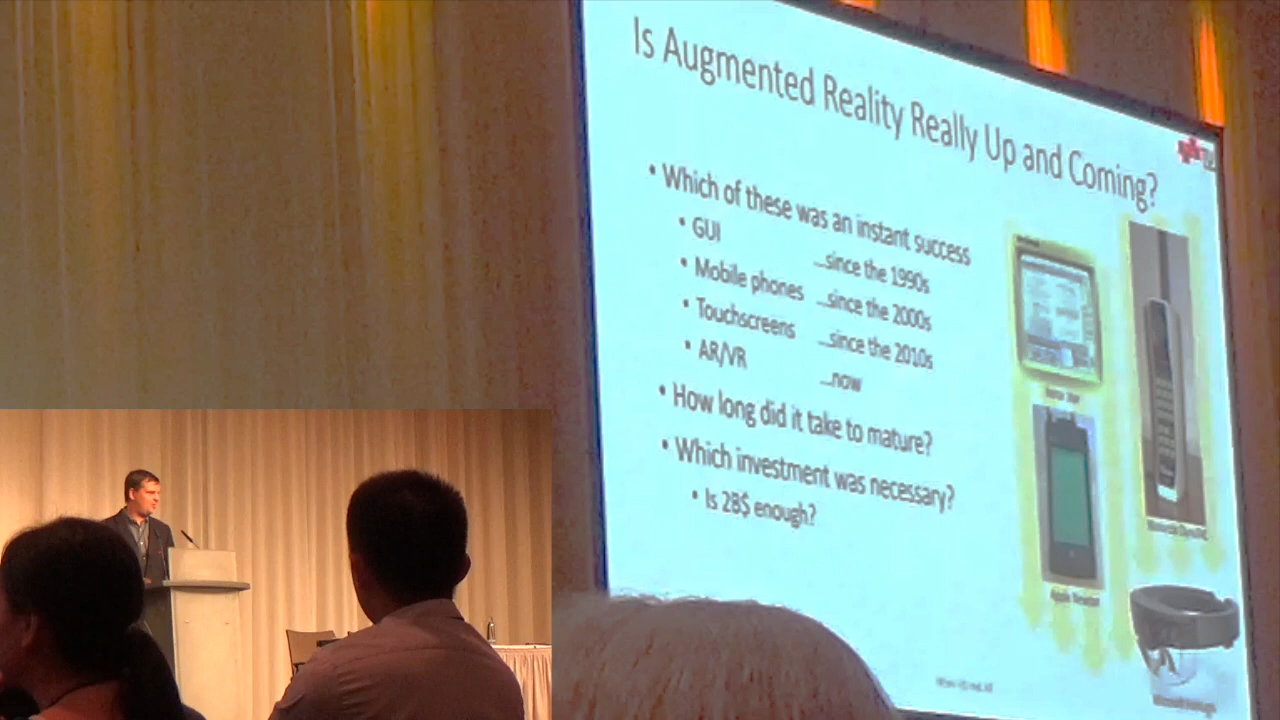 Is Augmented Reality Really Up and Coming?
• Which of these was an instant success
• GUI ...since the 1990s
• Mobile phones ...since the 2000s
• Touchscreens ...since the 2010s
• AR/VR ...now
• How long did it take to mature?
• Which investment was necessary?
• Is 2B$ enough?
Apple Newton